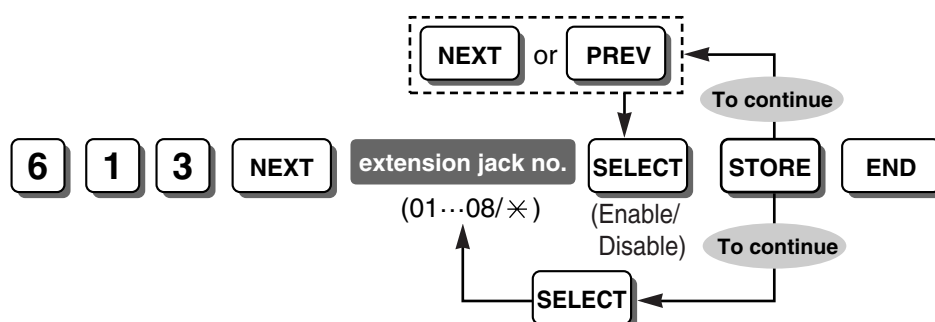 NEXT or PREV
To continue
6 1 3 NEXT extension jack no. SELECT STORE END
(01···08/✳) (Enable/
Disable) To continue
SELECT